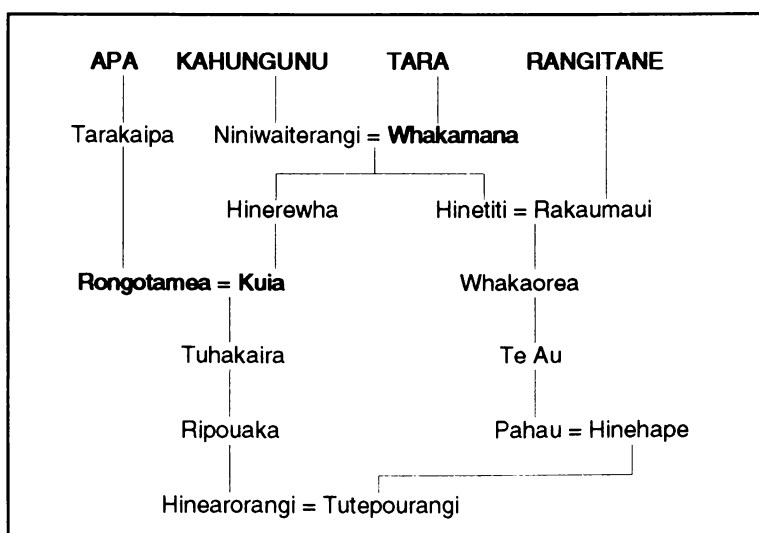 APA KAHUNGUNU TARA RANGITANE
Tarakaipa Niniwaiterangi = Whakamana
Hinerewha Hinetiti = Rakaumaui
Rongotamea = Kuia Whakaorea
Tuhakaira Te Au
Ripouaka Pahau = Hinehape
Hinearorangi = Tutepourangi